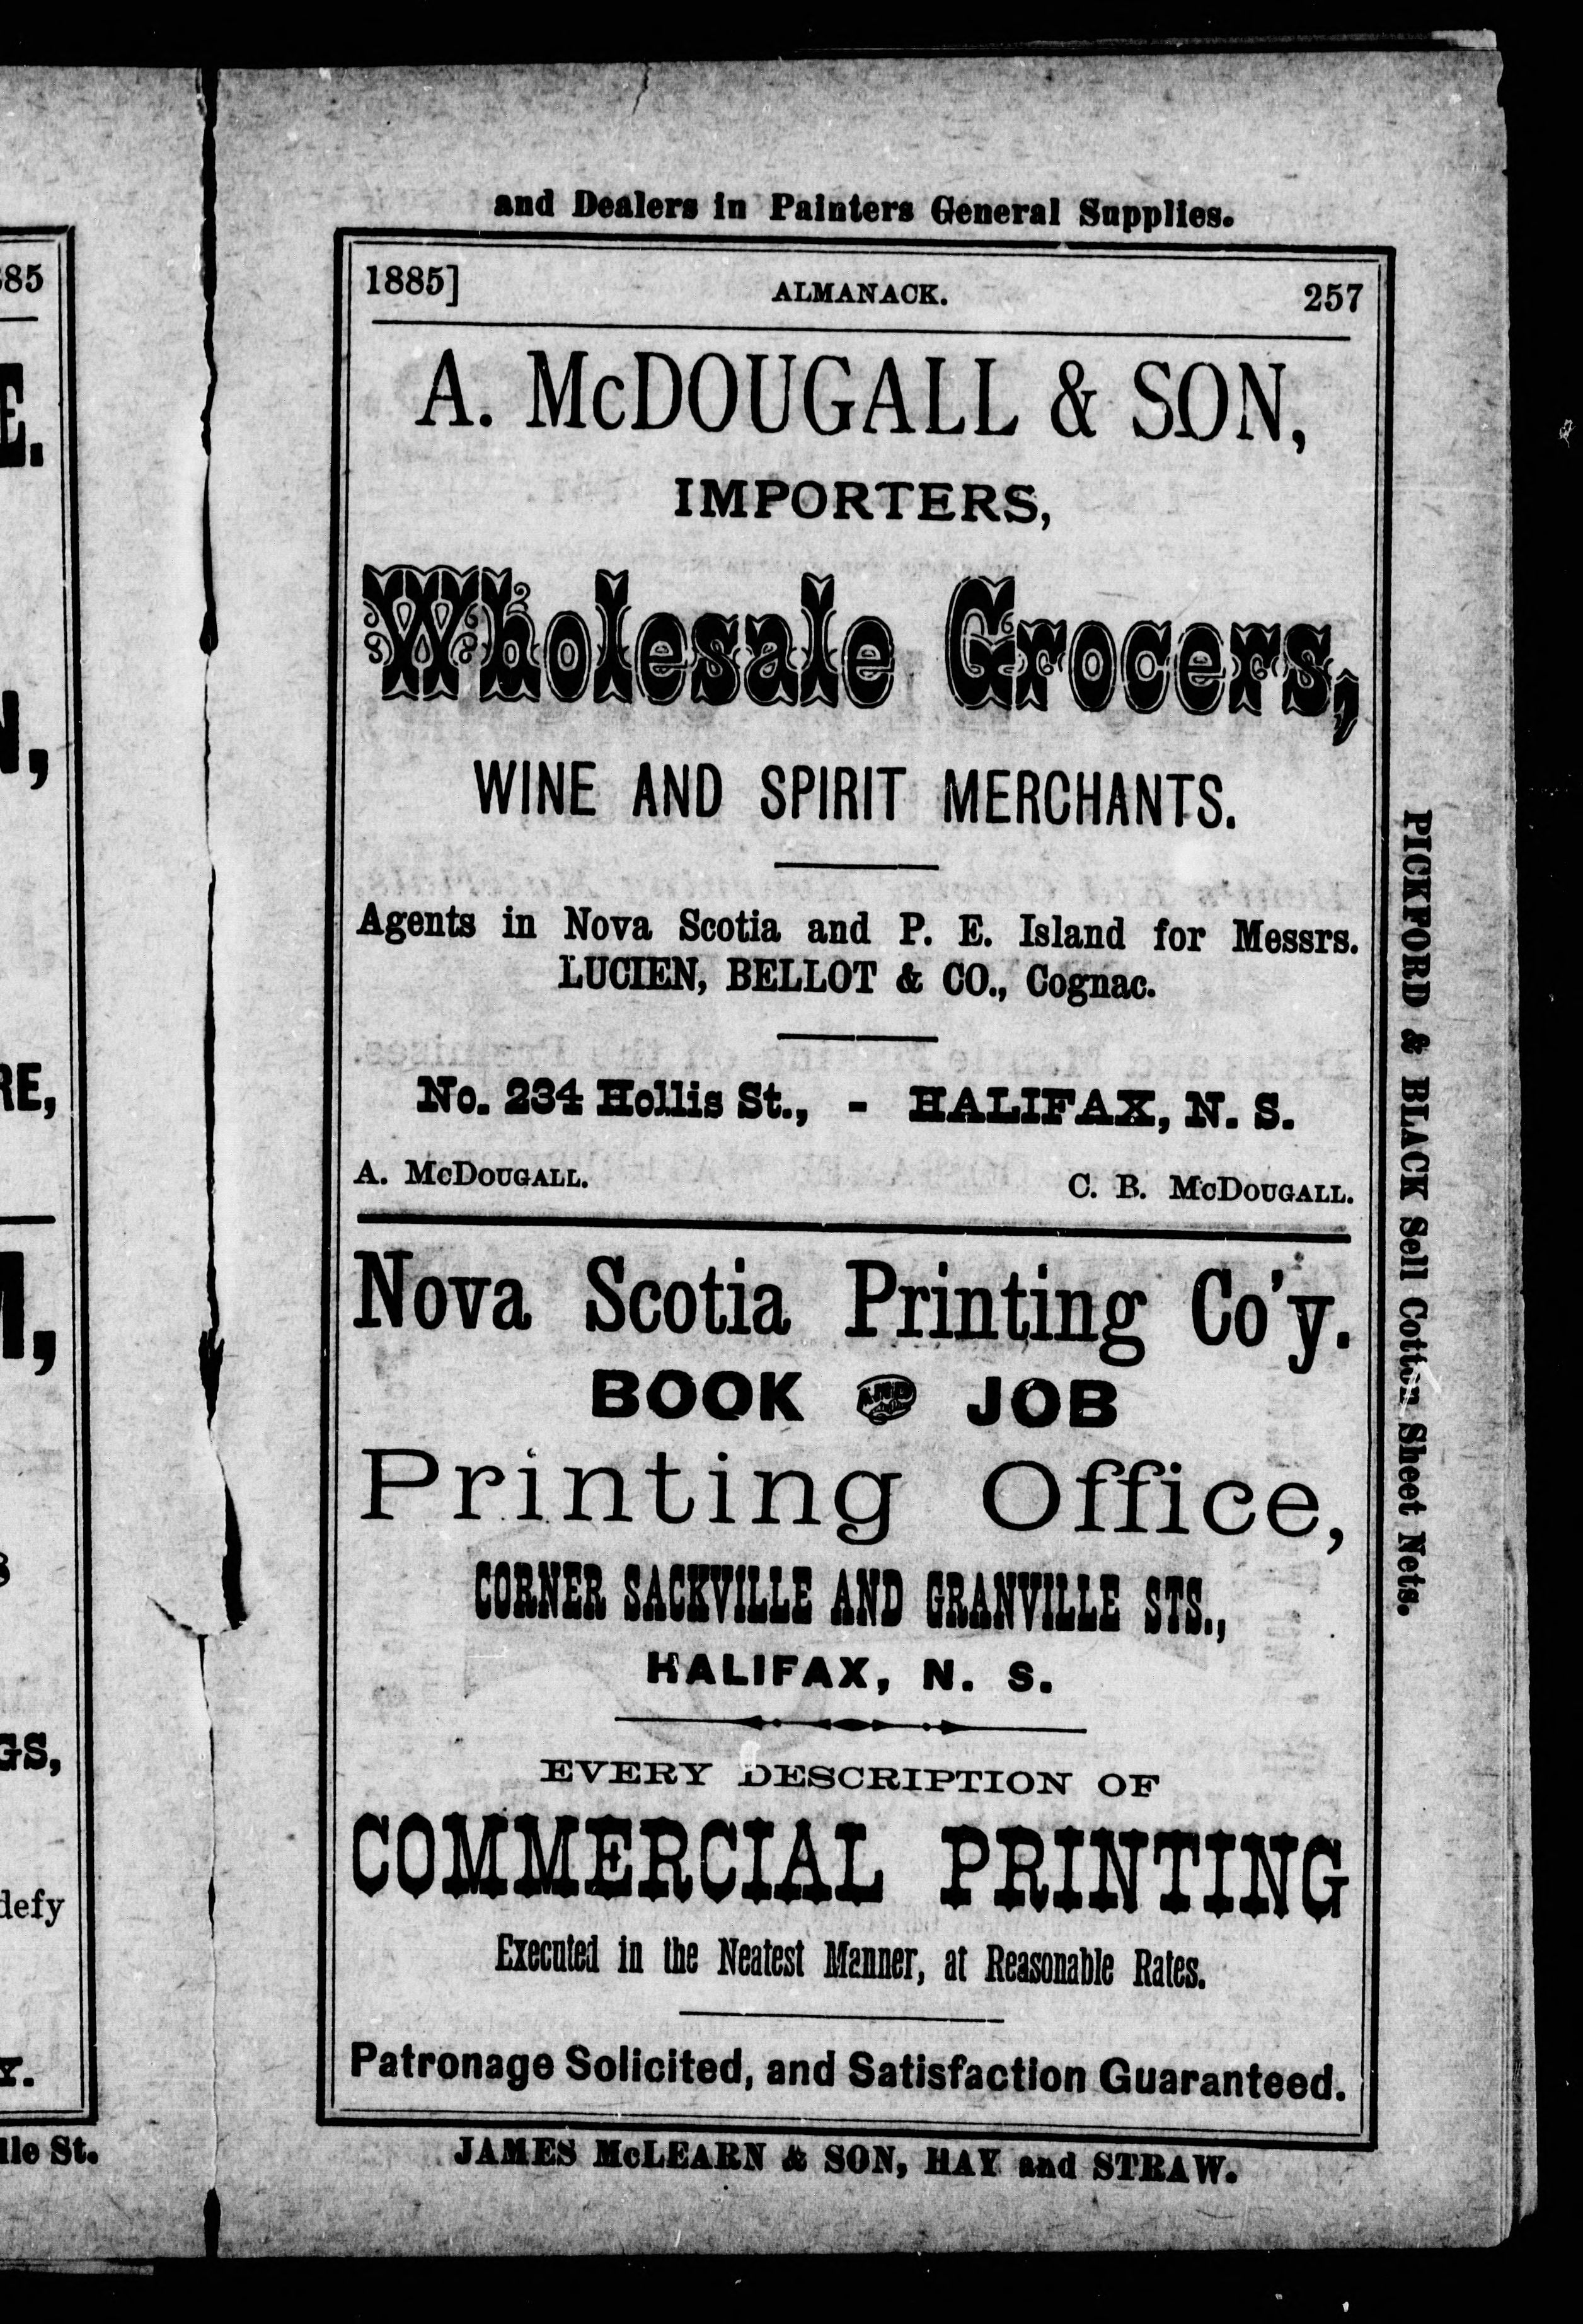 and Dealers in Painters General Supplies.
1885] ALMANACK. 257
A. McDOUGALL & SON,
IMPORTERS,
Wholesale Grocers,
WINE AND SPIRIT MERCHANTS.
Agents in Nova Scotia and P. E. Island for Messrs.
LUCIEN, BELLOT & CO., Cognac.
No. 234 Hollis St., - HALIFAX, N. S.
A. McDOUGALL. C. B. McDOUGALL.
Nova Scotia Printing Co'y.
BOOK AND JOB
Printing Office,
CORNER SACKVILLE AND GRANVILLE STS.,
HALIFAX, N. S.
EVERY DESCRIPTION OF
COMMERCIAL PRINTING
Executed in the Neatest Manner, at Reasonable Rates.
Patronage Solicited, and Satisfaction Guaranteed.
JAMES McLEARN & SON, HAY and STRAW.
PICKFORD & BLACK Sell Cotton Sheet Nets.
defy
St.